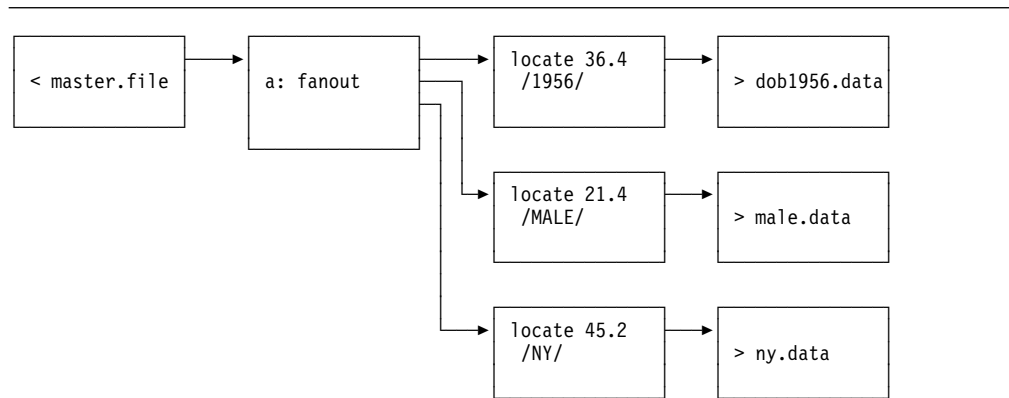 < master.file
a: fanout
locate 36.4
/1956/
> dob1956.data
locate 21.4
/MALE/
> male.data
locate 45.2
/NY/
> ny.data